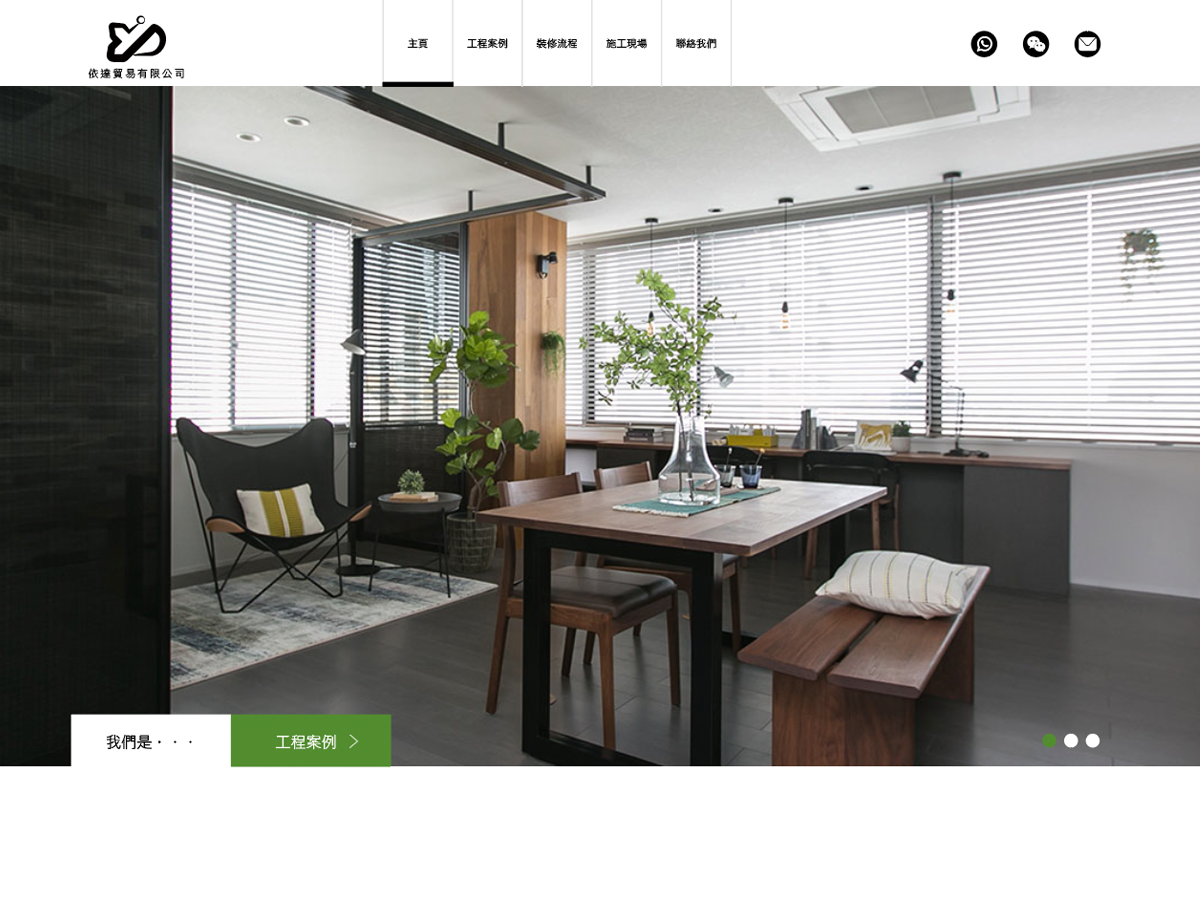 依達貿易有限公司
主頁
工程案例
裝修流程
施工現場
聯絡我們
我們是・・・
工程案例